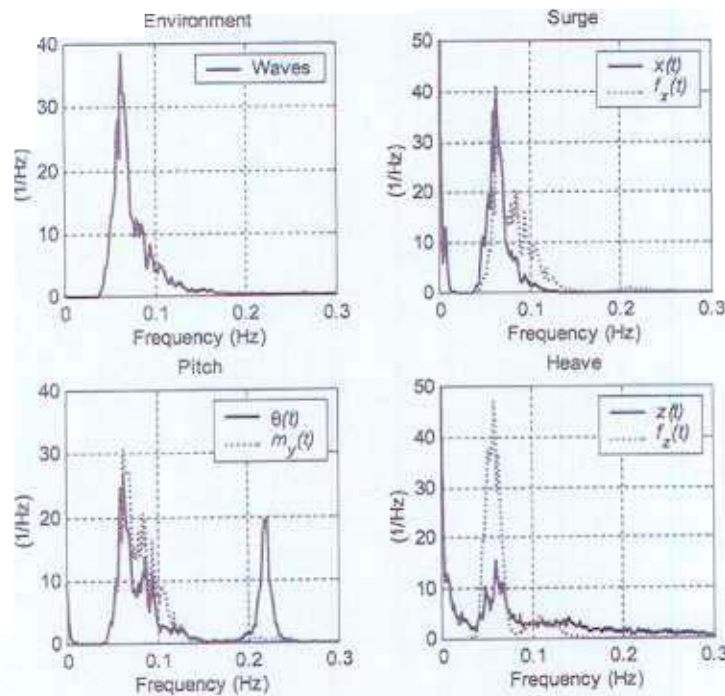 Environment
40
30
20
10
0
(1/Hz)
Waves
0
0.1
0.2
0.3
Frequency (Hz)
Surge
50
40
30
20
10
0
(1/Hz)
x(t)
f_x(t)
0
0.1
0.2
0.3
Frequency (Hz)
Pitch
40
30
20
10
0
(1/Hz)
θ(t)
m_y(t)
0
0.1
0.2
0.3
Frequency (Hz)
Heave
50
40
30
20
10
0
(1/Hz)
z(t)
f_z(t)
0
0.1
0.2
0.3
Frequency (Hz)